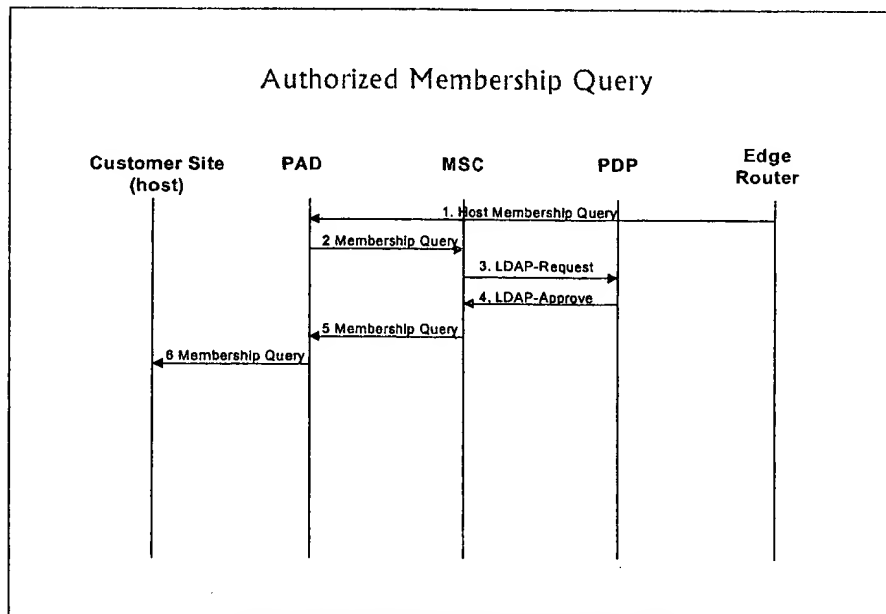 Authorized Membership Query
Customer Site
(host)
PAD
MSC
PDP
Edge
Router
1. Host Membership Query
2 Membership Query
3. LDAP-Request
4. LDAP-Approve
5 Membership Query
6 Membership Query